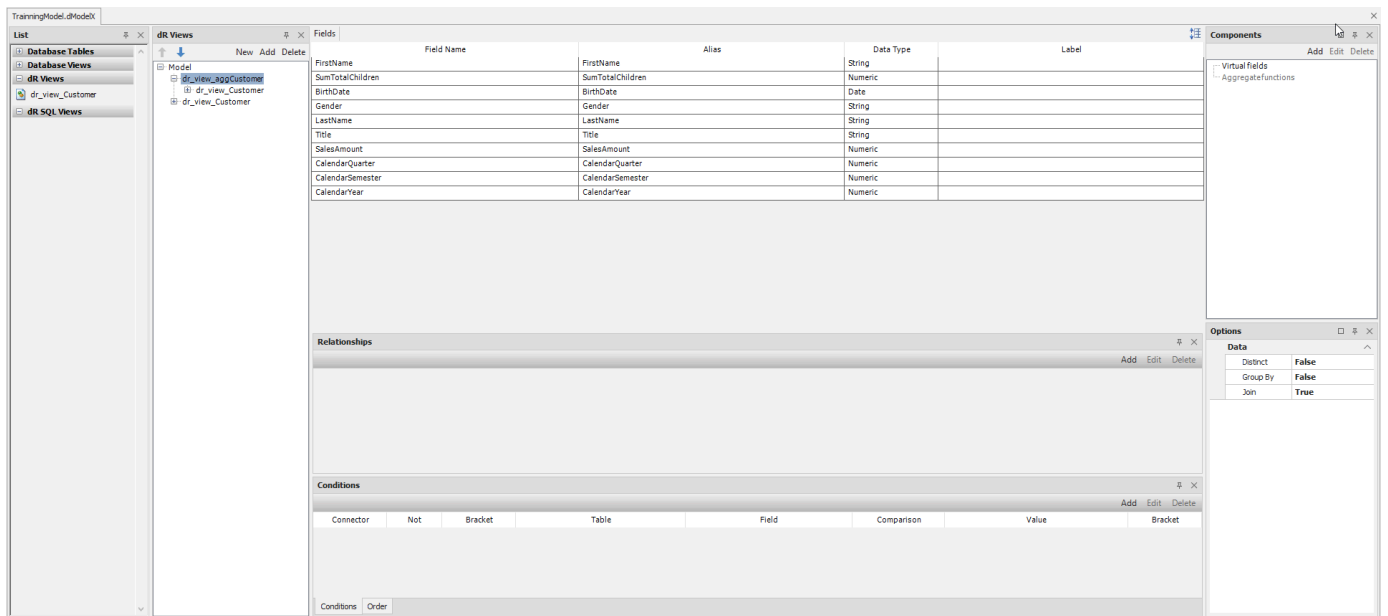 TrainningModel.dModelX
List
Database Tables
Database Views
dR Views
dr_view_Customer
dR SQL Views
dR Views
New Add Delete
Model
dr_view_aggCustomer
dr_view_Customer
dr_view_Customer
Fields
Field Name Alias Data Type Label
FirstName FirstName String
SumTotalChildren SumTotalChildren Numeric
BirthDate BirthDate Date
Gender Gender String
LastName LastName String
Title Title String
SalesAmount SalesAmount Numeric
CalendarQuarter CalendarQuarter Numeric
CalendarSemester CalendarSemester Numeric
CalendarYear CalendarYear Numeric
Relationships
Add Edit Delete
Conditions
Add Edit Delete
Connector Not Bracket Table Field Comparison Value Bracket
Conditions Order
Components
Add Edit Delete
Virtual fields
Aggregatefunctions
Options
Data
Distinct False
Group By False
Join True